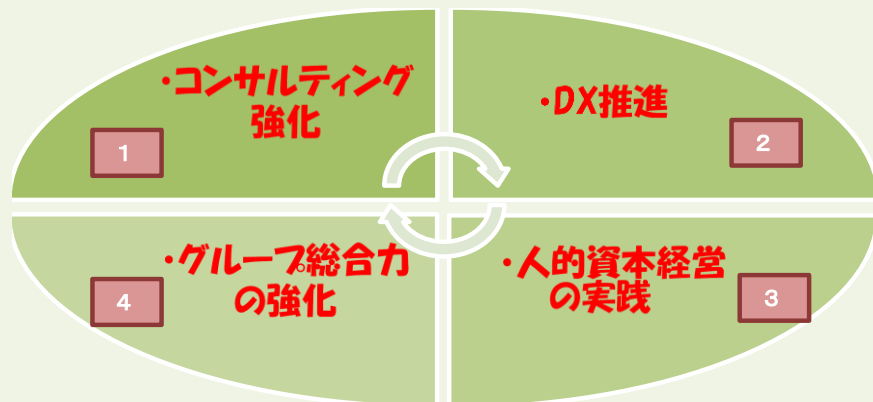 ・コンサルティング
強化
1
・DX推進
2
・グループ総合力
の強化
4
・人的資本経営
の実践
3